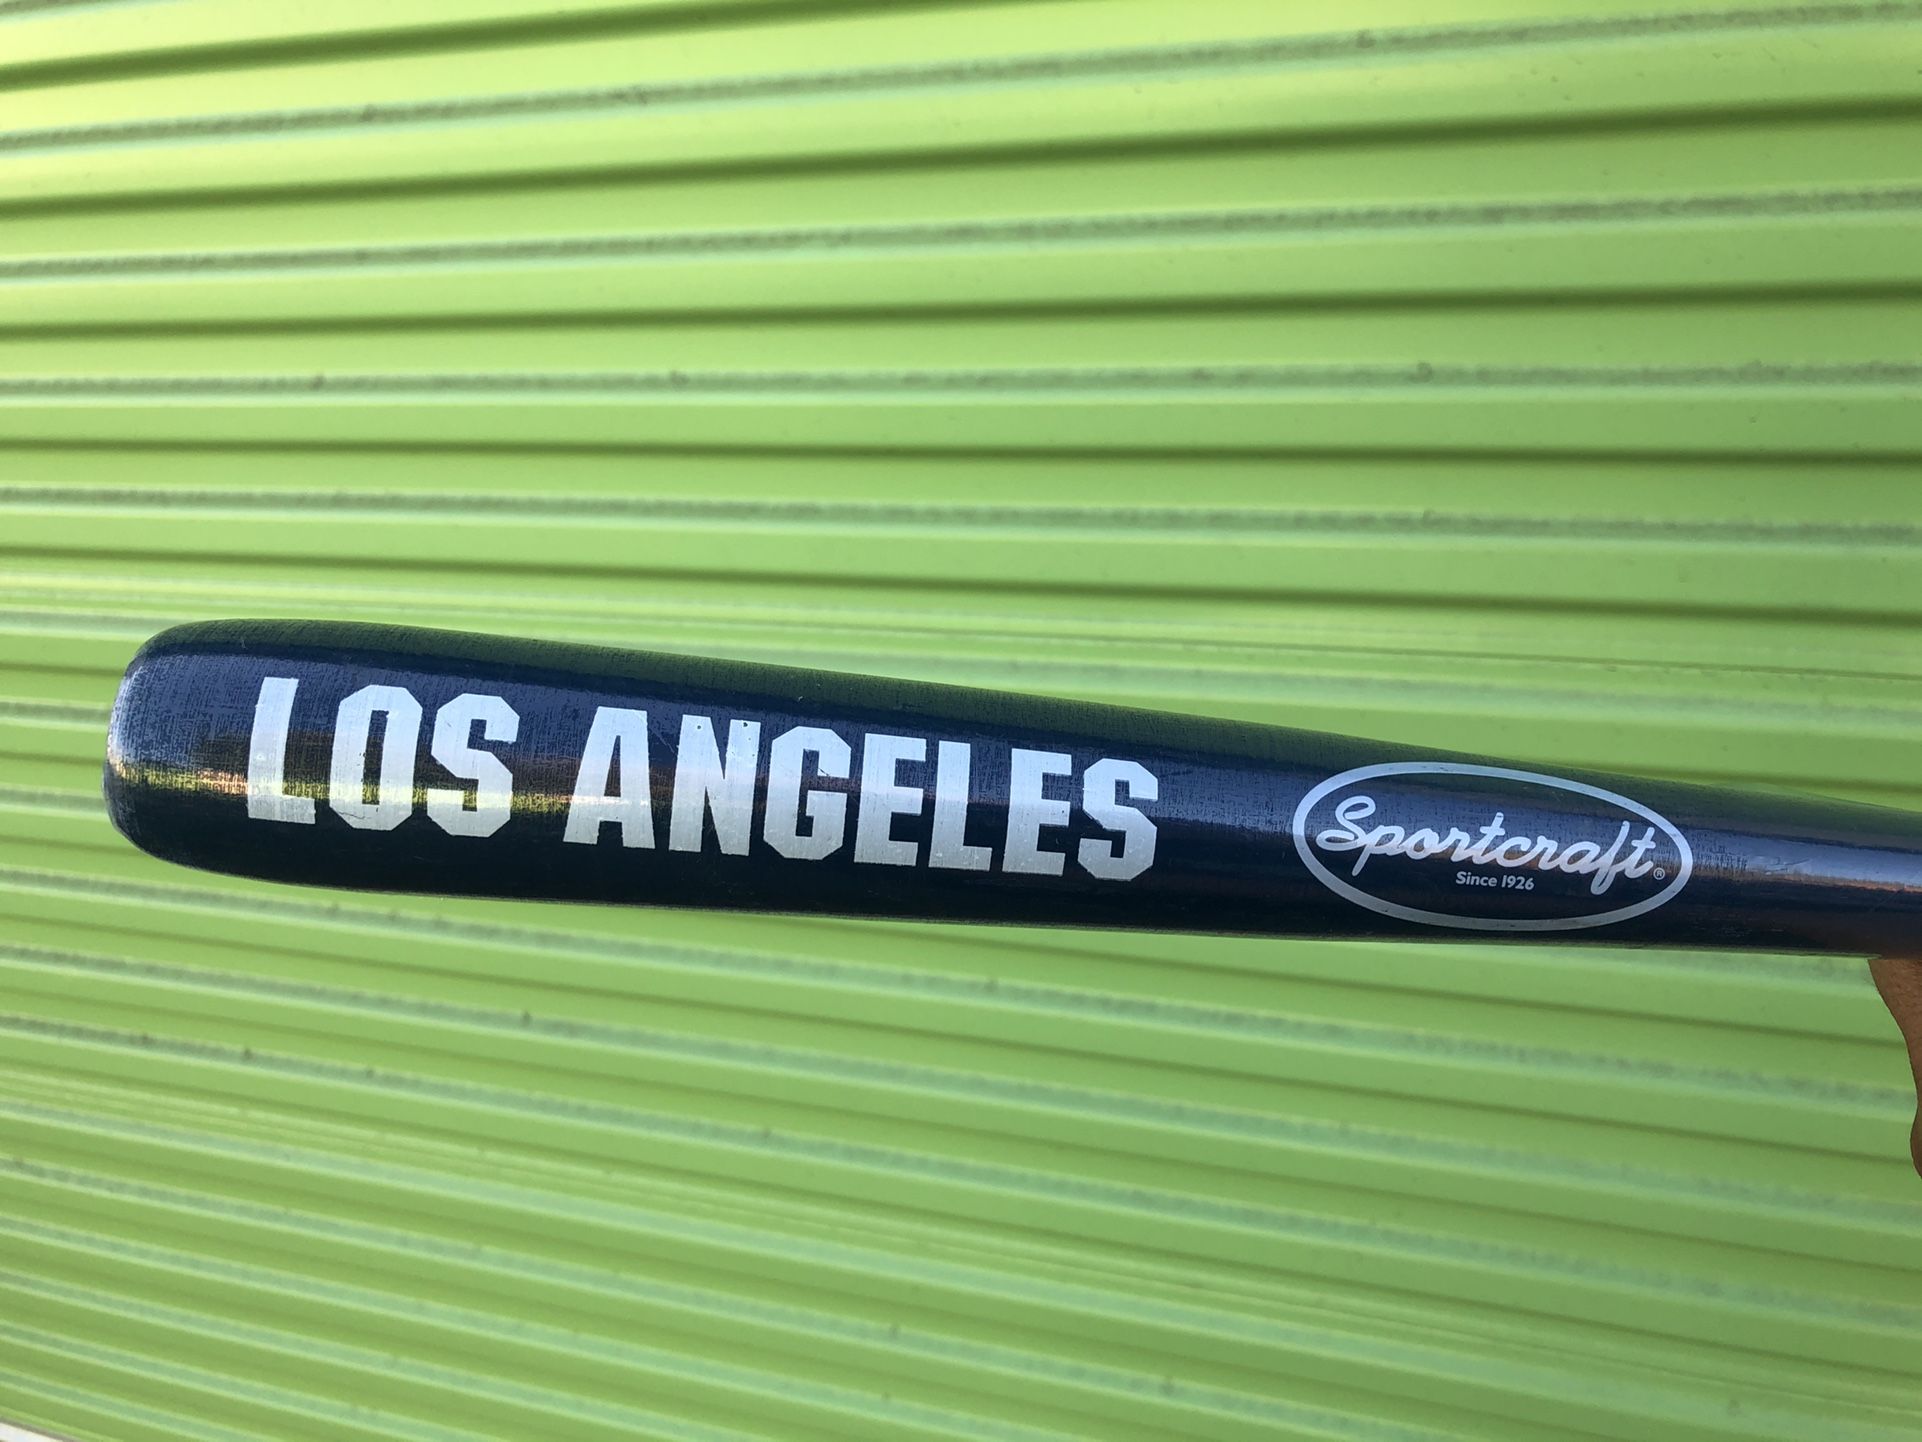 LOS ANGELES
Sportcraft®
Since 1926